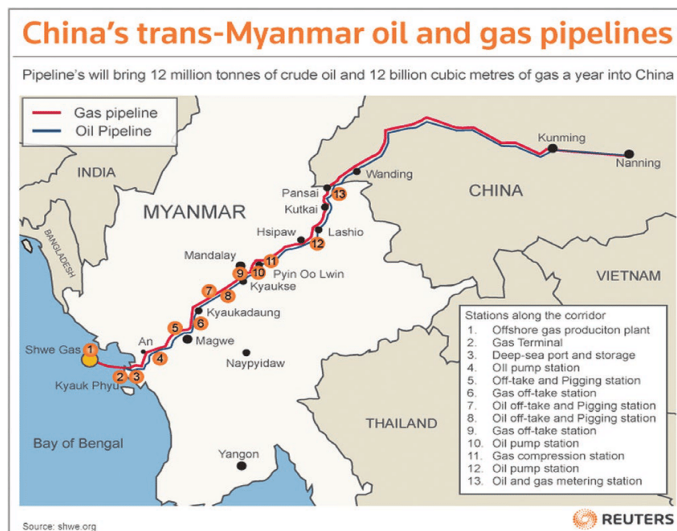 China's trans-Myanmar oil and gas pipelines
Pipeline's will bring 12 million tonnes of crude oil and 12 billion cubic metres of gas a year into China
Gas pipeline
Oil Pipeline
INDIA
BANGLADESH
MYANMAR
CHINA
VIETNAM
THAILAND
Kunming
Nanning
Wanding
Pansai
13
Kutkai
Lashio
Hsipaw
12
Mandalay
11
9
10
Pyin Oo Lwin
Kyaukse
7
8
Kyaukadaung
5
6
An
4
Magwe
Naypyidaw
1
Shwe Gas
2
3
Kyauk Phyu
Bay of Bengal
Yangon
Stations along the corridor
1. Offshore gas produciton plant
2. Gas Terminal
3. Deep-sea port and storage
4. OIl pump station
5. Off-take and Pigging station
6. Gas off-take station
7. Oil off-take and Pigging station
8. Oil off-take and Pigging station
9. Gas off-take station
10. Oil pump station
11. Gas compression station
12. Oil pump station
13. Oil and gas metering station
Source: shwe.org
REUTERS